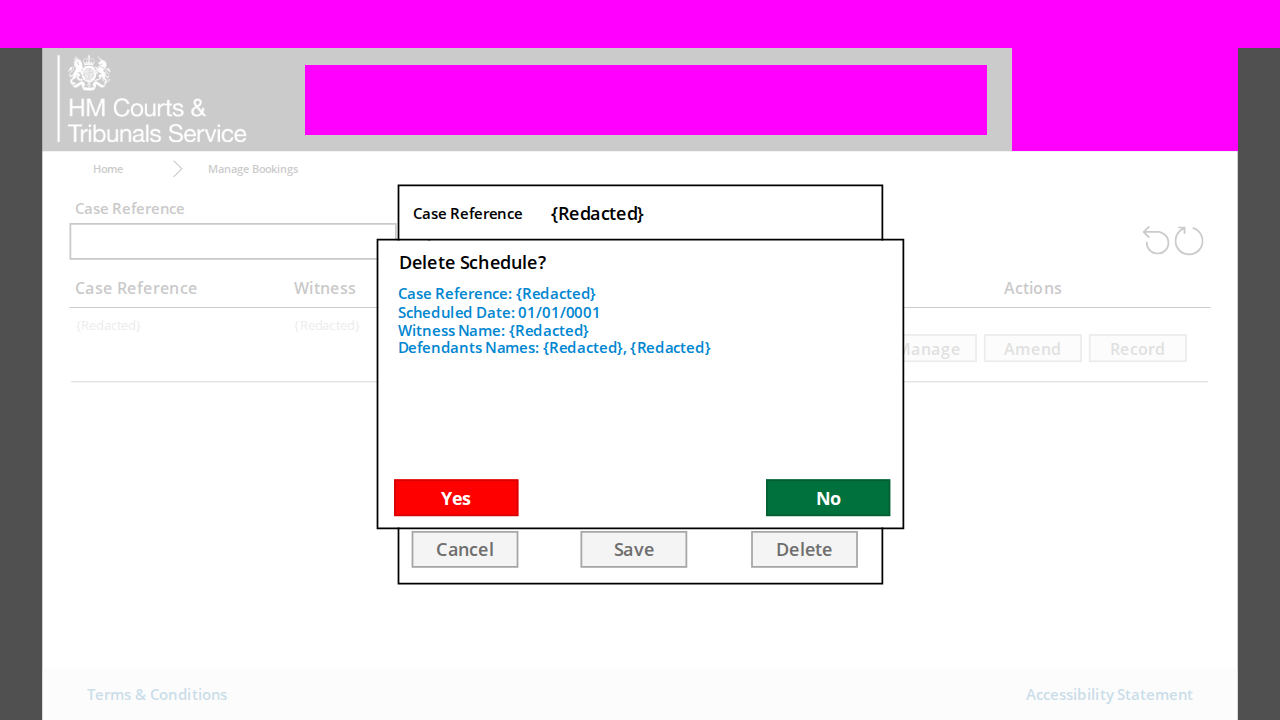 HM Courts &
Tribunals Service
Home
Manage Bookings
Case Reference
Case Reference {Redacted}
Case Reference Witness Actions
{Redacted} {Redacted}
Manage Amend Record
Delete Schedule?
Case Reference: {Redacted}
Scheduled Date: 01/01/0001
Witness Name: {Redacted}
Defendants Names: {Redacted}, {Redacted}
Yes No
Cancel Save Delete
Terms & Conditions Accessibility Statement